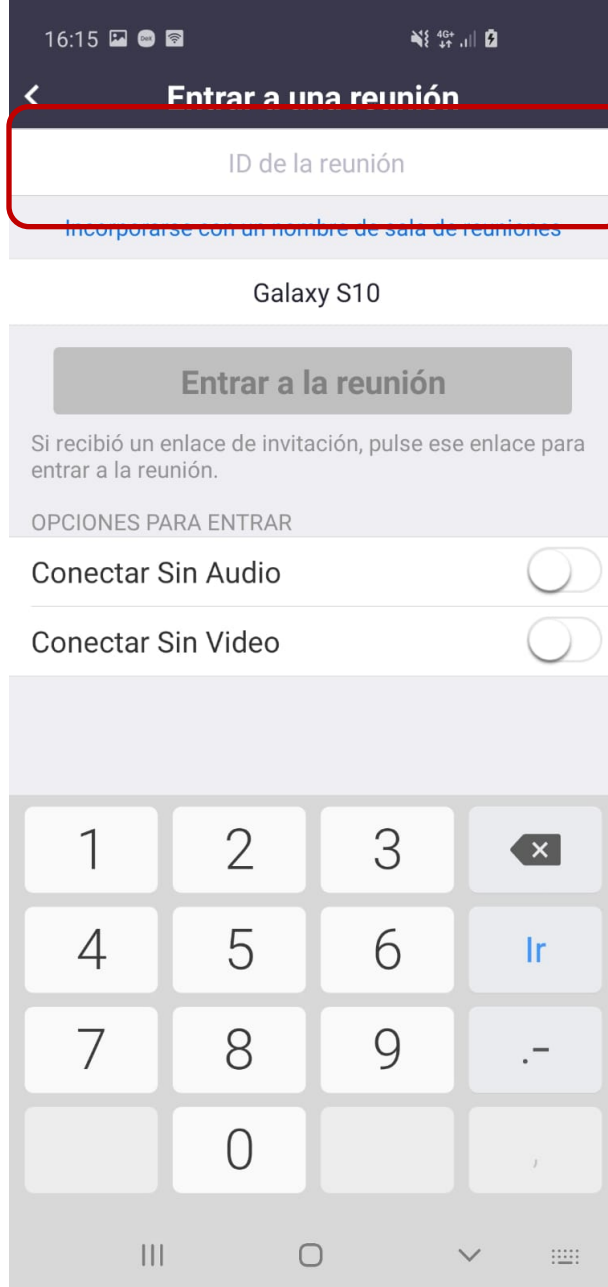 16:15
4G+
Entrar a una reunión
ID de la reunión
Incorporarse con un nombre de sala de reuniones
Galaxy S10
Entrar a la reunión
Si recibió un enlace de invitación, pulse ese enlace para
entrar a la reunión.
OPCIONES PARA ENTRAR
Conectar Sin Audio
Conectar Sin Video
1 2 3
4 5 6 Ir
7 8 9 .-
0 ,